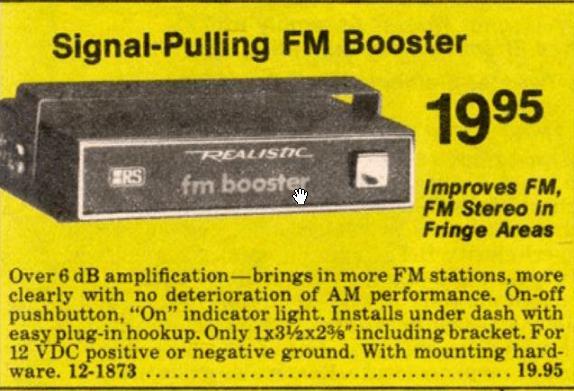 Signal-Pulling FM Booster
REALISTIC
RS
fm booster
19⁹⁵
Improves FM,
FM Stereo in
Fringe Areas
Over 6 dB amplification—brings in more FM stations, more
clearly with no deterioration of AM performance. On-off
pushbutton, “On” indicator light. Installs under dash with
easy plug-in hookup. Only 1x3½x2⅜″ including bracket. For
12 VDC positive or negative ground. With mounting hard-
ware. 12-1873 ........................................ 19.95